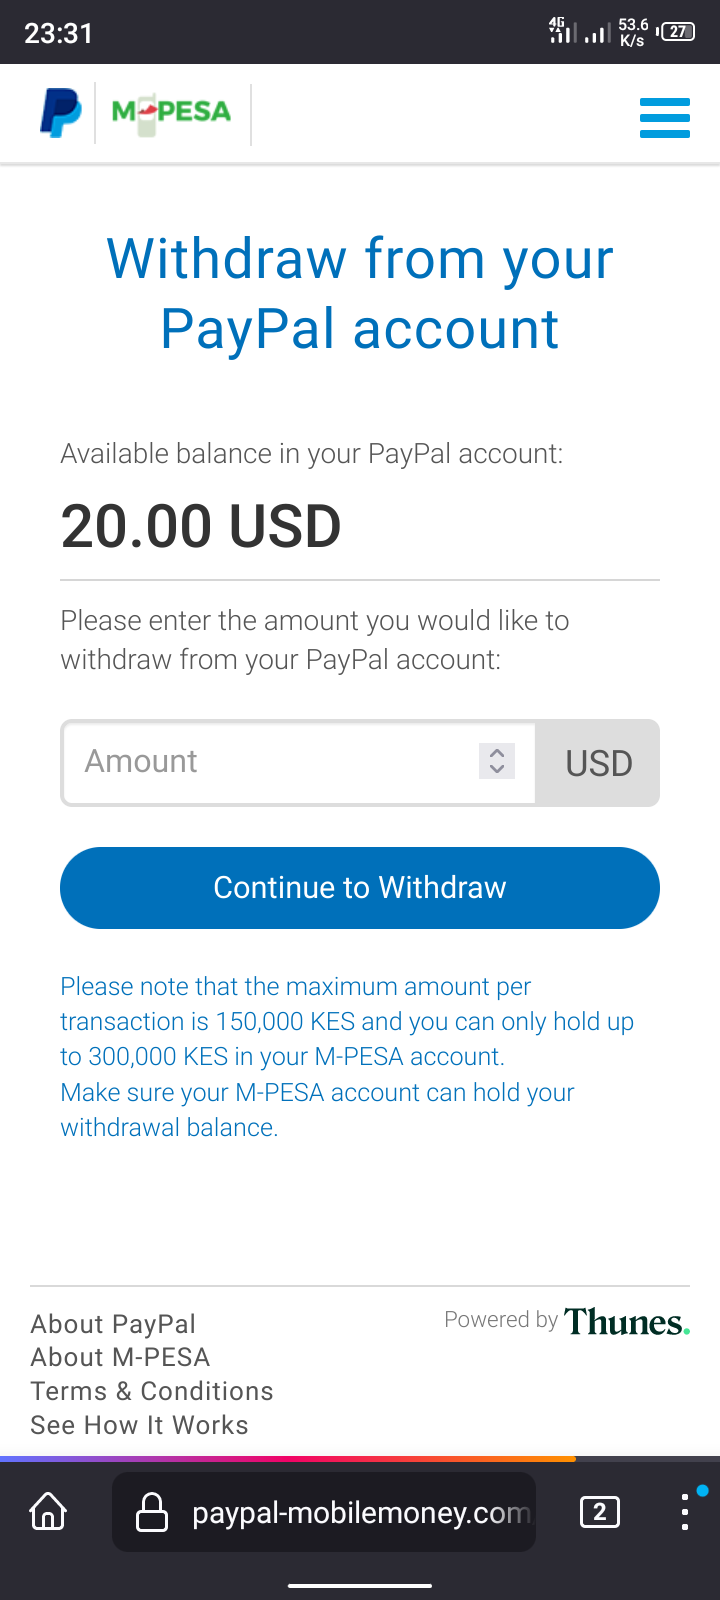 23:31
4G
53.6
K/s
27
M-PESA
Withdraw from your
PayPal account
Available balance in your PayPal account:
20.00 USD
Please enter the amount you would like to
withdraw from your PayPal account:
Amount
USD
Continue to Withdraw
Please note that the maximum amount per
transaction is 150,000 KES and you can only hold up
to 300,000 KES in your M-PESA account.
Make sure your M-PESA account can hold your
withdrawal balance.
About PayPal
Powered by Thunes.
About M-PESA
Terms & Conditions
See How It Works
paypal-mobilemoney.com
2